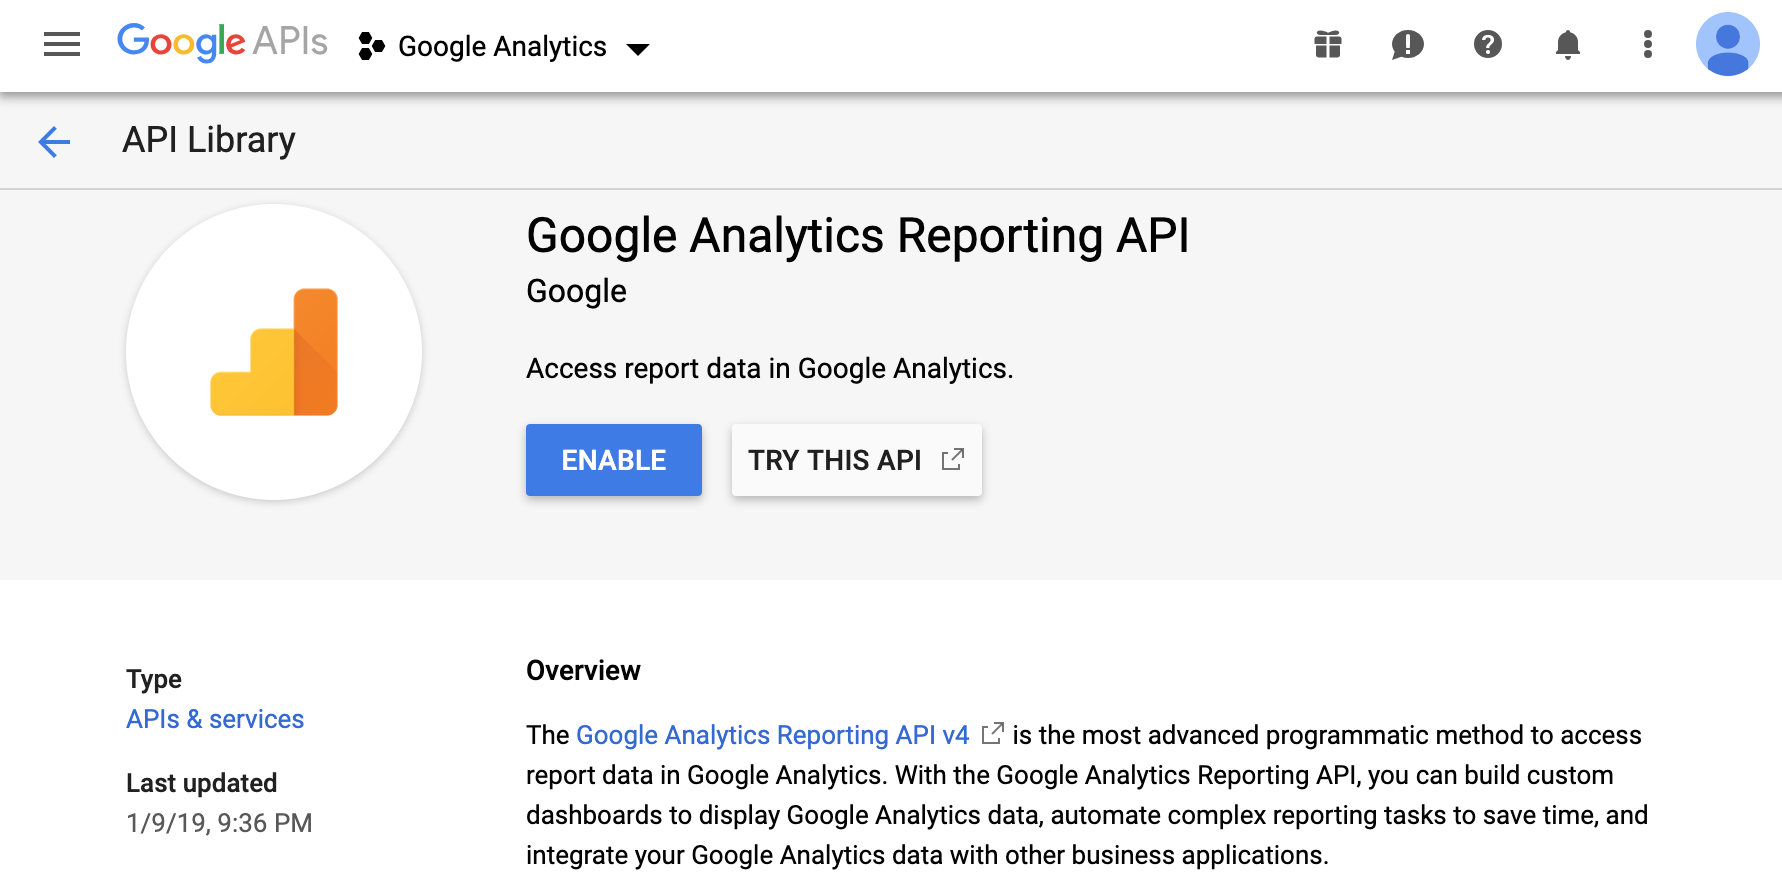 Google APIs Google Analytics
API Library
Google Analytics Reporting API
Google
Access report data in Google Analytics.
ENABLE TRY THIS API
Type
APIs & services
Last updated
1/9/19, 9:36 PM
Overview
The Google Analytics Reporting API v4 is the most advanced programmatic method to access
report data in Google Analytics. With the Google Analytics Reporting API, you can build custom
dashboards to display Google Analytics data, automate complex reporting tasks to save time, and
integrate your Google Analytics data with other business applications.